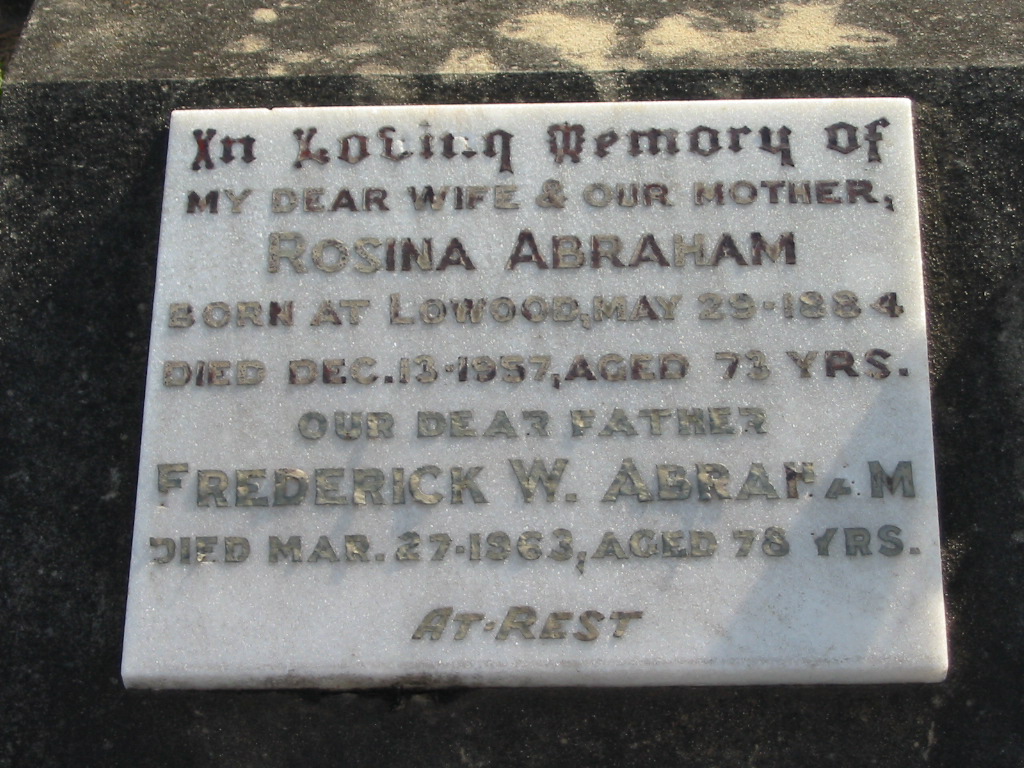 In Loving Memory of
MY DEAR WIFE & OUR MOTHER,
ROSINA ABRAHAM
BORN AT LOWOOD, MAY 29-1884
DIED DEC. 13-1957, AGED 73 YRS.
OUR DEAR FATHER
FREDERICK W. ABRAHAM
DIED MAR. 27-1963, AGED 78 YRS.
AT-REST